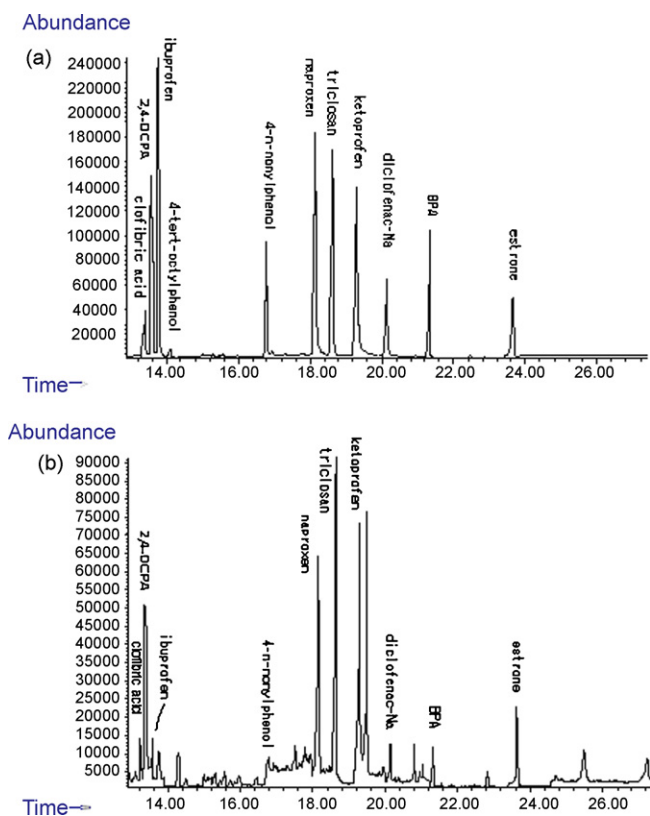 Abundance
(a)
240000
220000
200000
180000
160000
140000
120000
100000
80000
60000
40000
20000
clofibric acid
2,4-DCPA
ibuprofen
4-tert-octylphenol
4-n-nonylphenol
naproxen
triclosan
ketoprofen
diclofenac-Na
BPA
estrone
14.00 16.00 18.00 20.00 22.00 24.00 26.00
Time
Abundance
(b)
90000
85000
80000
75000
70000
65000
60000
55000
50000
45000
40000
35000
30000
25000
20000
15000
10000
5000
clofibric acid
2,4-DCPA
ibuprofen
4-n-nonylphenol
naproxen
triclosan
ketoprofen
diclofenac-Na
BPA
estrone
14.00 16.00 18.00 20.00 22.00 24.00 26.00
Time